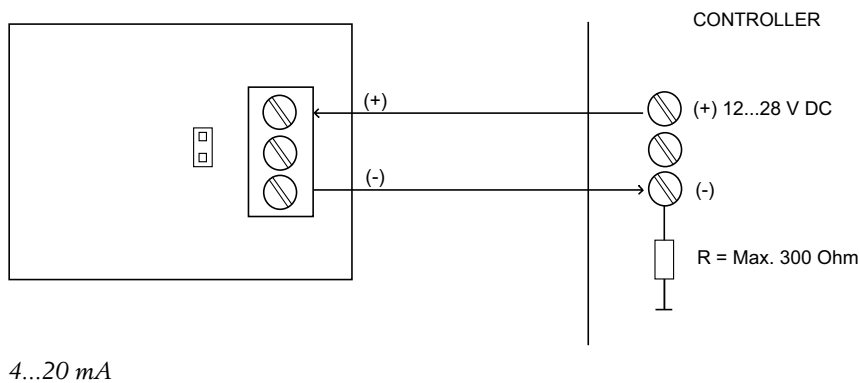 CONTROLLER
(+)
(+) 12...28 V DC
(-)
(-)
R = Max. 300 Ohm
4...20 mA